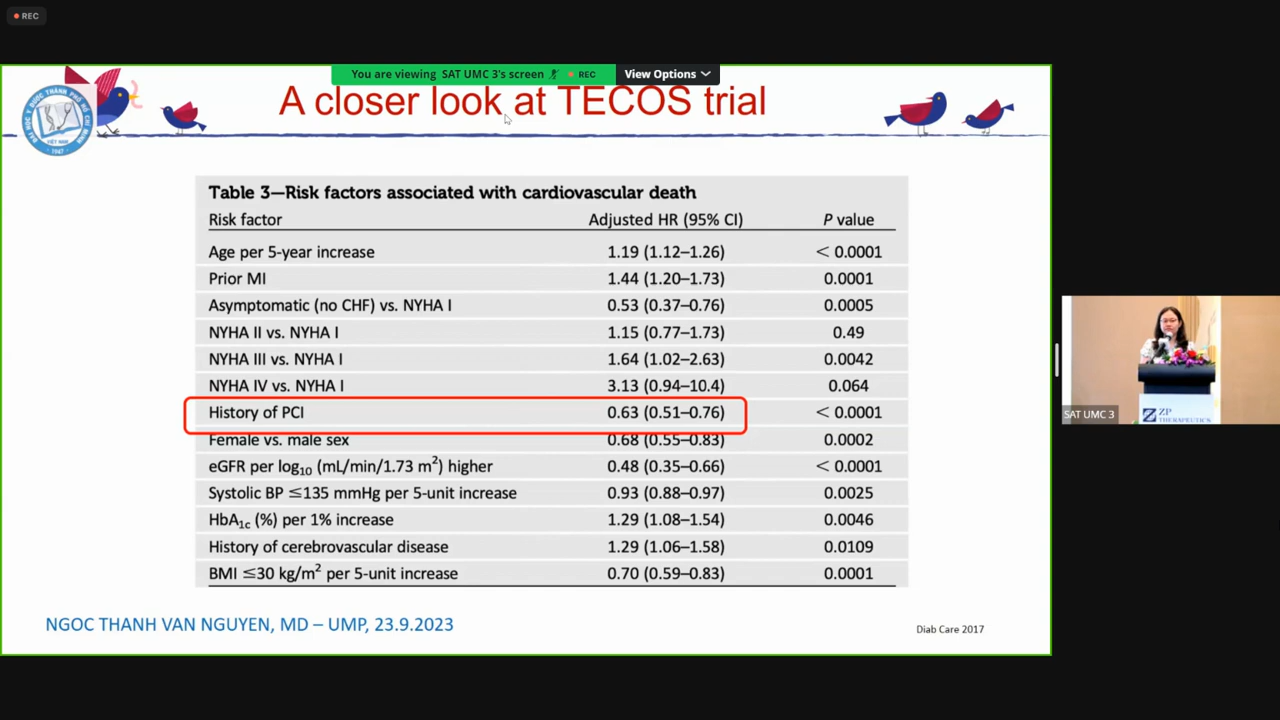 REC
You are viewing SAT UMC 3's screen REC View Options
A closer look at TECOS trial
VIỆT NAM
1947
Table 3—Risk factors associated with cardiovascular death
Risk factor Adjusted HR (95% CI) P value
Age per 5-year increase 1.19 (1.12–1.26) < 0.0001
Prior MI 1.44 (1.20–1.73) 0.0001
Asymptomatic (no CHF) vs. NYHA I 0.53 (0.37–0.76) 0.0005
NYHA II vs. NYHA I 1.15 (0.77–1.73) 0.49
NYHA III vs. NYHA I 1.64 (1.02–2.63) 0.0042
NYHA IV vs. NYHA I 3.13 (0.94–10.4) 0.064
History of PCI 0.63 (0.51–0.76) < 0.0001
Female vs. male sex 0.68 (0.55–0.83) 0.0002
eGFR per log10 (mL/min/1.73 m²) higher 0.48 (0.35–0.66) < 0.0001
Systolic BP ≤135 mmHg per 5-unit increase 0.93 (0.88–0.97) 0.0025
HbA1c (%) per 1% increase 1.29 (1.08–1.54) 0.0046
History of cerebrovascular disease 1.29 (1.06–1.58) 0.0109
BMI ≤30 kg/m² per 5-unit increase 0.70 (0.59–0.83) 0.0001
NGOC THANH VAN NGUYEN, MD – UMP, 23.9.2023
Diab Care 2017
SAT UMC 3
ZP
THERAPEUTICS